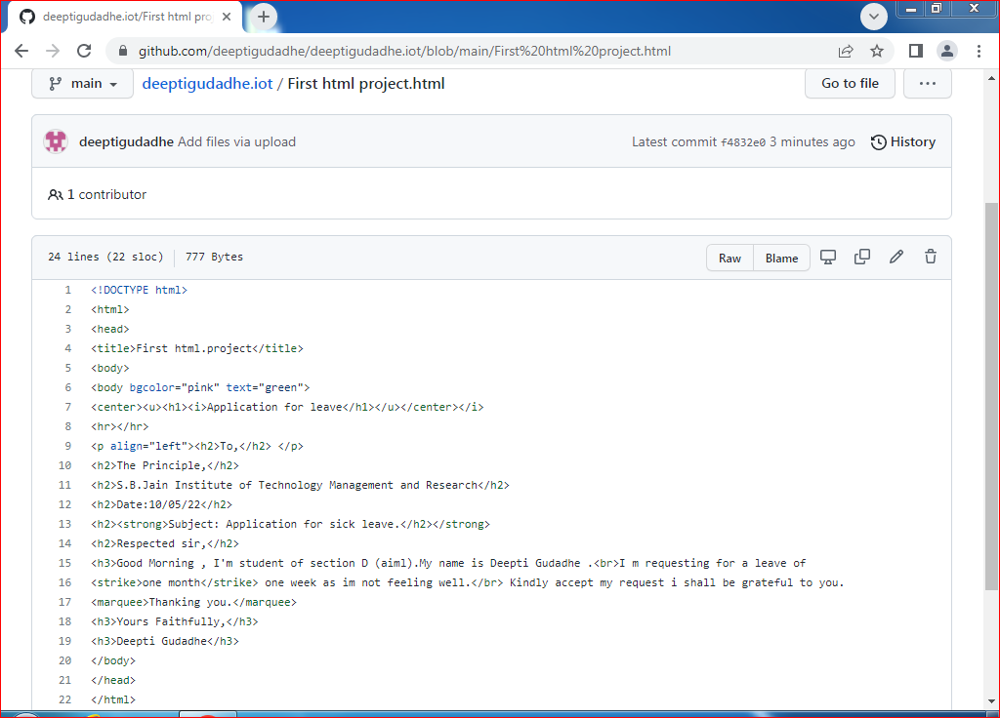 deeptigudadhe.iot/First html pro
github.com/deeptigudadhe/deeptigudadhe.iot/blob/main/First%20html%20project.html
main deeptigudadhe.iot / First html project.html Go to file ...
deeptigudadhe Add files via upload Latest commit f4832e0 3 minutes ago History
1 contributor
24 lines (22 sloc) 777 Bytes Raw Blame
1 <!DOCTYPE html>
2 <html>
3 <head>
4 <title>First html.project</title>
5 <body>
6 <body bgcolor="pink" text="green">
7 <center><u><h1><i>Application for leave</h1></u></center></i>
8 <hr></hr>
9 <p align="left"><h2>To,</h2> </p>
10 <h2>The Principle,</h2>
11 <h2>S.B.Jain Institute of Technology Management and Research</h2>
12 <h2>Date:10/05/22</h2>
13 <h2><strong>Subject: Application for sick leave.</h2></strong>
14 <h2>Respected sir,</h2>
15 <h3>Good Morning , I'm student of section D (aiml).My name is Deepti Gudadhe .<br>I m requesting for a leave of
16 <strike>one month</strike> one week as im not feeling well.</br> Kindly accept my request i shall be grateful to you.
17 <marquee>Thanking you.</marquee>
18 <h3>Yours Faithfully,</h3>
19 <h3>Deepti Gudadhe</h3>
20 </body>
21 </head>
22 </html>